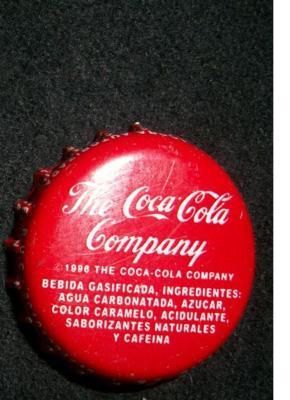 The Coca-Cola
Company
©1996 THE COCA-COLA COMPANY
BEBIDA GASIFICADA, INGREDIENTES:
AGUA CARBONATADA, AZUCAR,
COLOR CARAMELO, ACIDULANTE,
SABORIZANTES NATURALES
Y CAFEINA